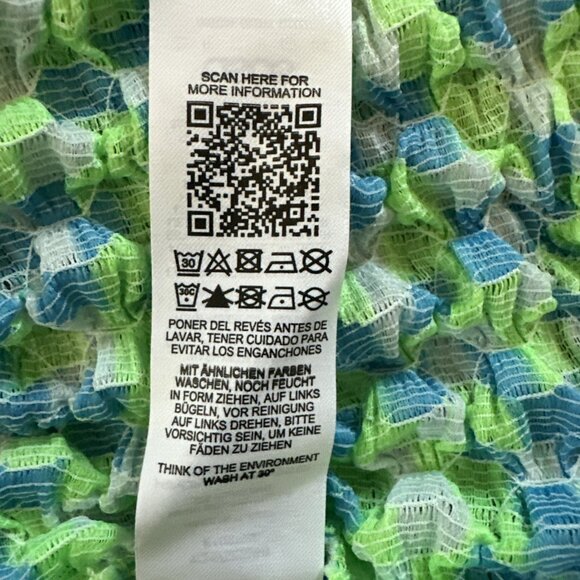 SCAN HERE FOR
MORE INFORMATION
30
30C
PONER DEL REVÉS ANTES DE
LAVAR, TENER CUIDADO PARA
EVITAR LOS ENGANCHONES
MIT ÄHNLICHEN FARBEN
WASCHEN, NOCH FEUCHT
IN FORM ZIEHEN, AUF LINKS
BÜGELN, VOR REINIGUNG
AUF LINKS DREHEN, BITTE
VORSICHTIG SEIN, UM KEINE
FÄDEN ZU ZIEHEN
THINK OF THE ENVIRONMENT
WASH AT 30°